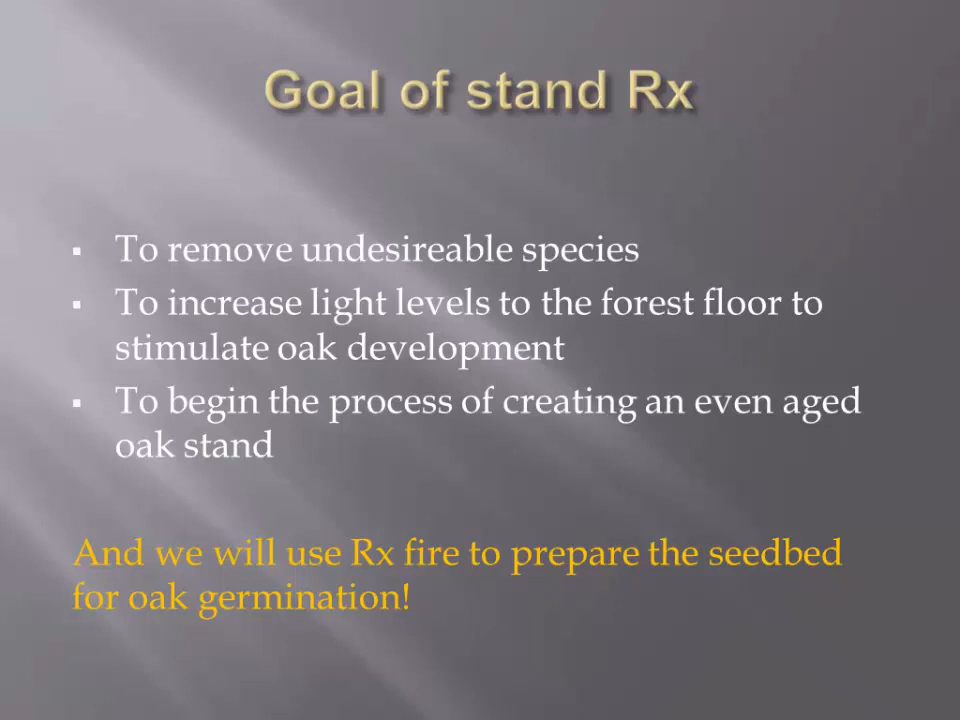 Goal of stand Rx
▪ To remove undesireable species
▪ To increase light levels to the forest floor to
stimulate oak development
▪ To begin the process of creating an even aged
oak stand
And we will use Rx fire to prepare the seedbed
for oak germination!